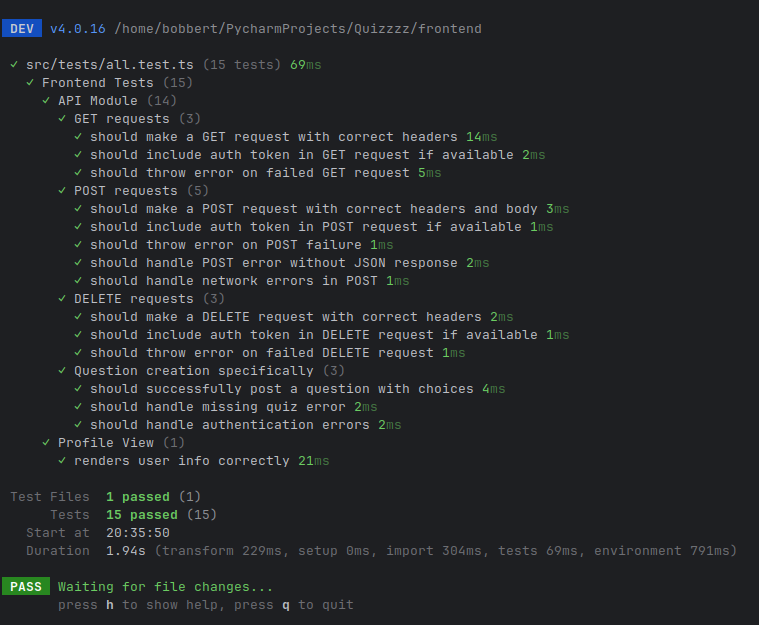 DEV v4.0.16 /home/bobbert/PycharmProjects/Quizzzz/frontend
✓ src/tests/all.test.ts (15 tests) 69ms
✓ Frontend Tests (15)
✓ API Module (14)
✓ GET requests (3)
✓ should make a GET request with correct headers 14ms
✓ should include auth token in GET request if available 2ms
✓ should throw error on failed GET request 5ms
✓ POST requests (5)
✓ should make a POST request with correct headers and body 3ms
✓ should include auth token in POST request if available 1ms
✓ should throw error on POST failure 1ms
✓ should handle POST error without JSON response 2ms
✓ should handle network errors in POST 1ms
✓ DELETE requests (3)
✓ should make a DELETE request with correct headers 2ms
✓ should include auth token in DELETE request if available 1ms
✓ should throw error on failed DELETE request 1ms
✓ Question creation specifically (3)
✓ should successfully post a question with choices 4ms
✓ should handle missing quiz error 2ms
✓ should handle authentication errors 2ms
✓ Profile View (1)
✓ renders user info correctly 21ms
Test Files 1 passed (1)
Tests 15 passed (15)
Start at 20:35:50
Duration 1.94s (transform 229ms, setup 0ms, import 304ms, tests 69ms, environment 791ms)
PASS Waiting for file changes...
press h to show help, press q to quit